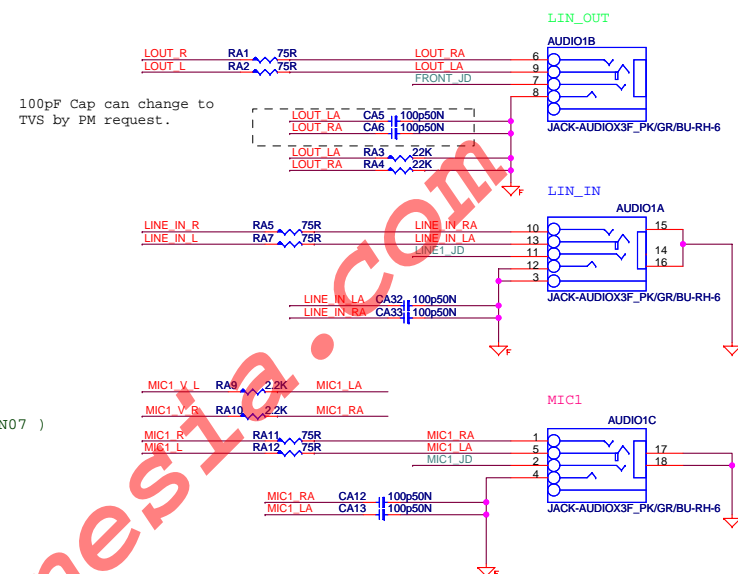 LIN_OUT
AUDIO1B
LOUT_R RA1 75R LOUT_RA 6
LOUT_L RA2 75R LOUT_LA 9
FRONT_JD 7
8
100pF Cap can change to
TVS by PM request.
LOUT_LA CA5 100p50N
LOUT_RA CA6 100p50N
JACK-AUDIOX3F_PK/GR/BU-RH-6
LOUT_LA RA3 22K
LOUT_RA RA4 22K
F
LIN_IN
AUDIO1A
LINE_IN_R RA5 75R LINE_IN_RA 10 15
LINE_IN_L RA7 75R LINE_IN_LA 13
LINE1_JD 11 14
12 16
3
JACK-AUDIOX3F_PK/GR/BU-RH-6
LINE_IN_LA CA32 100p50N
LINE_IN_RA CA33 100p50N
F
MIC1_V_L RA9 2.2K MIC1_LA
MIC1
MIC1_V_R RA10 2.2K MIC1_RA
AUDIO1C
N07 )
MIC1_R RA11 75R MIC1_RA 1
MIC1_L RA12 75R MIC1_LA 5 17
MIC1_JD 2 18
4
MIC1_RA CA12 100p50N
MIC1_LA CA13 100p50N
JACK-AUDIOX3F_PK/GR/BU-RH-6
F
nesia.com